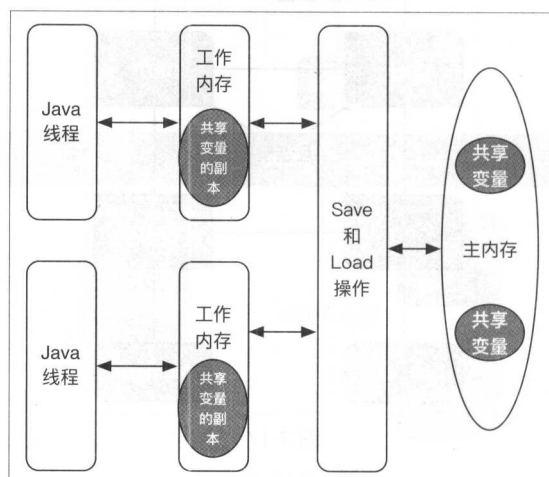 Java
线程
工作
内存
共享
变量
的副
本
Java
线程
工作
内存
共享
变量
的副
本
Save
和
Load
操作
共享
变量
主内存
共享
变量